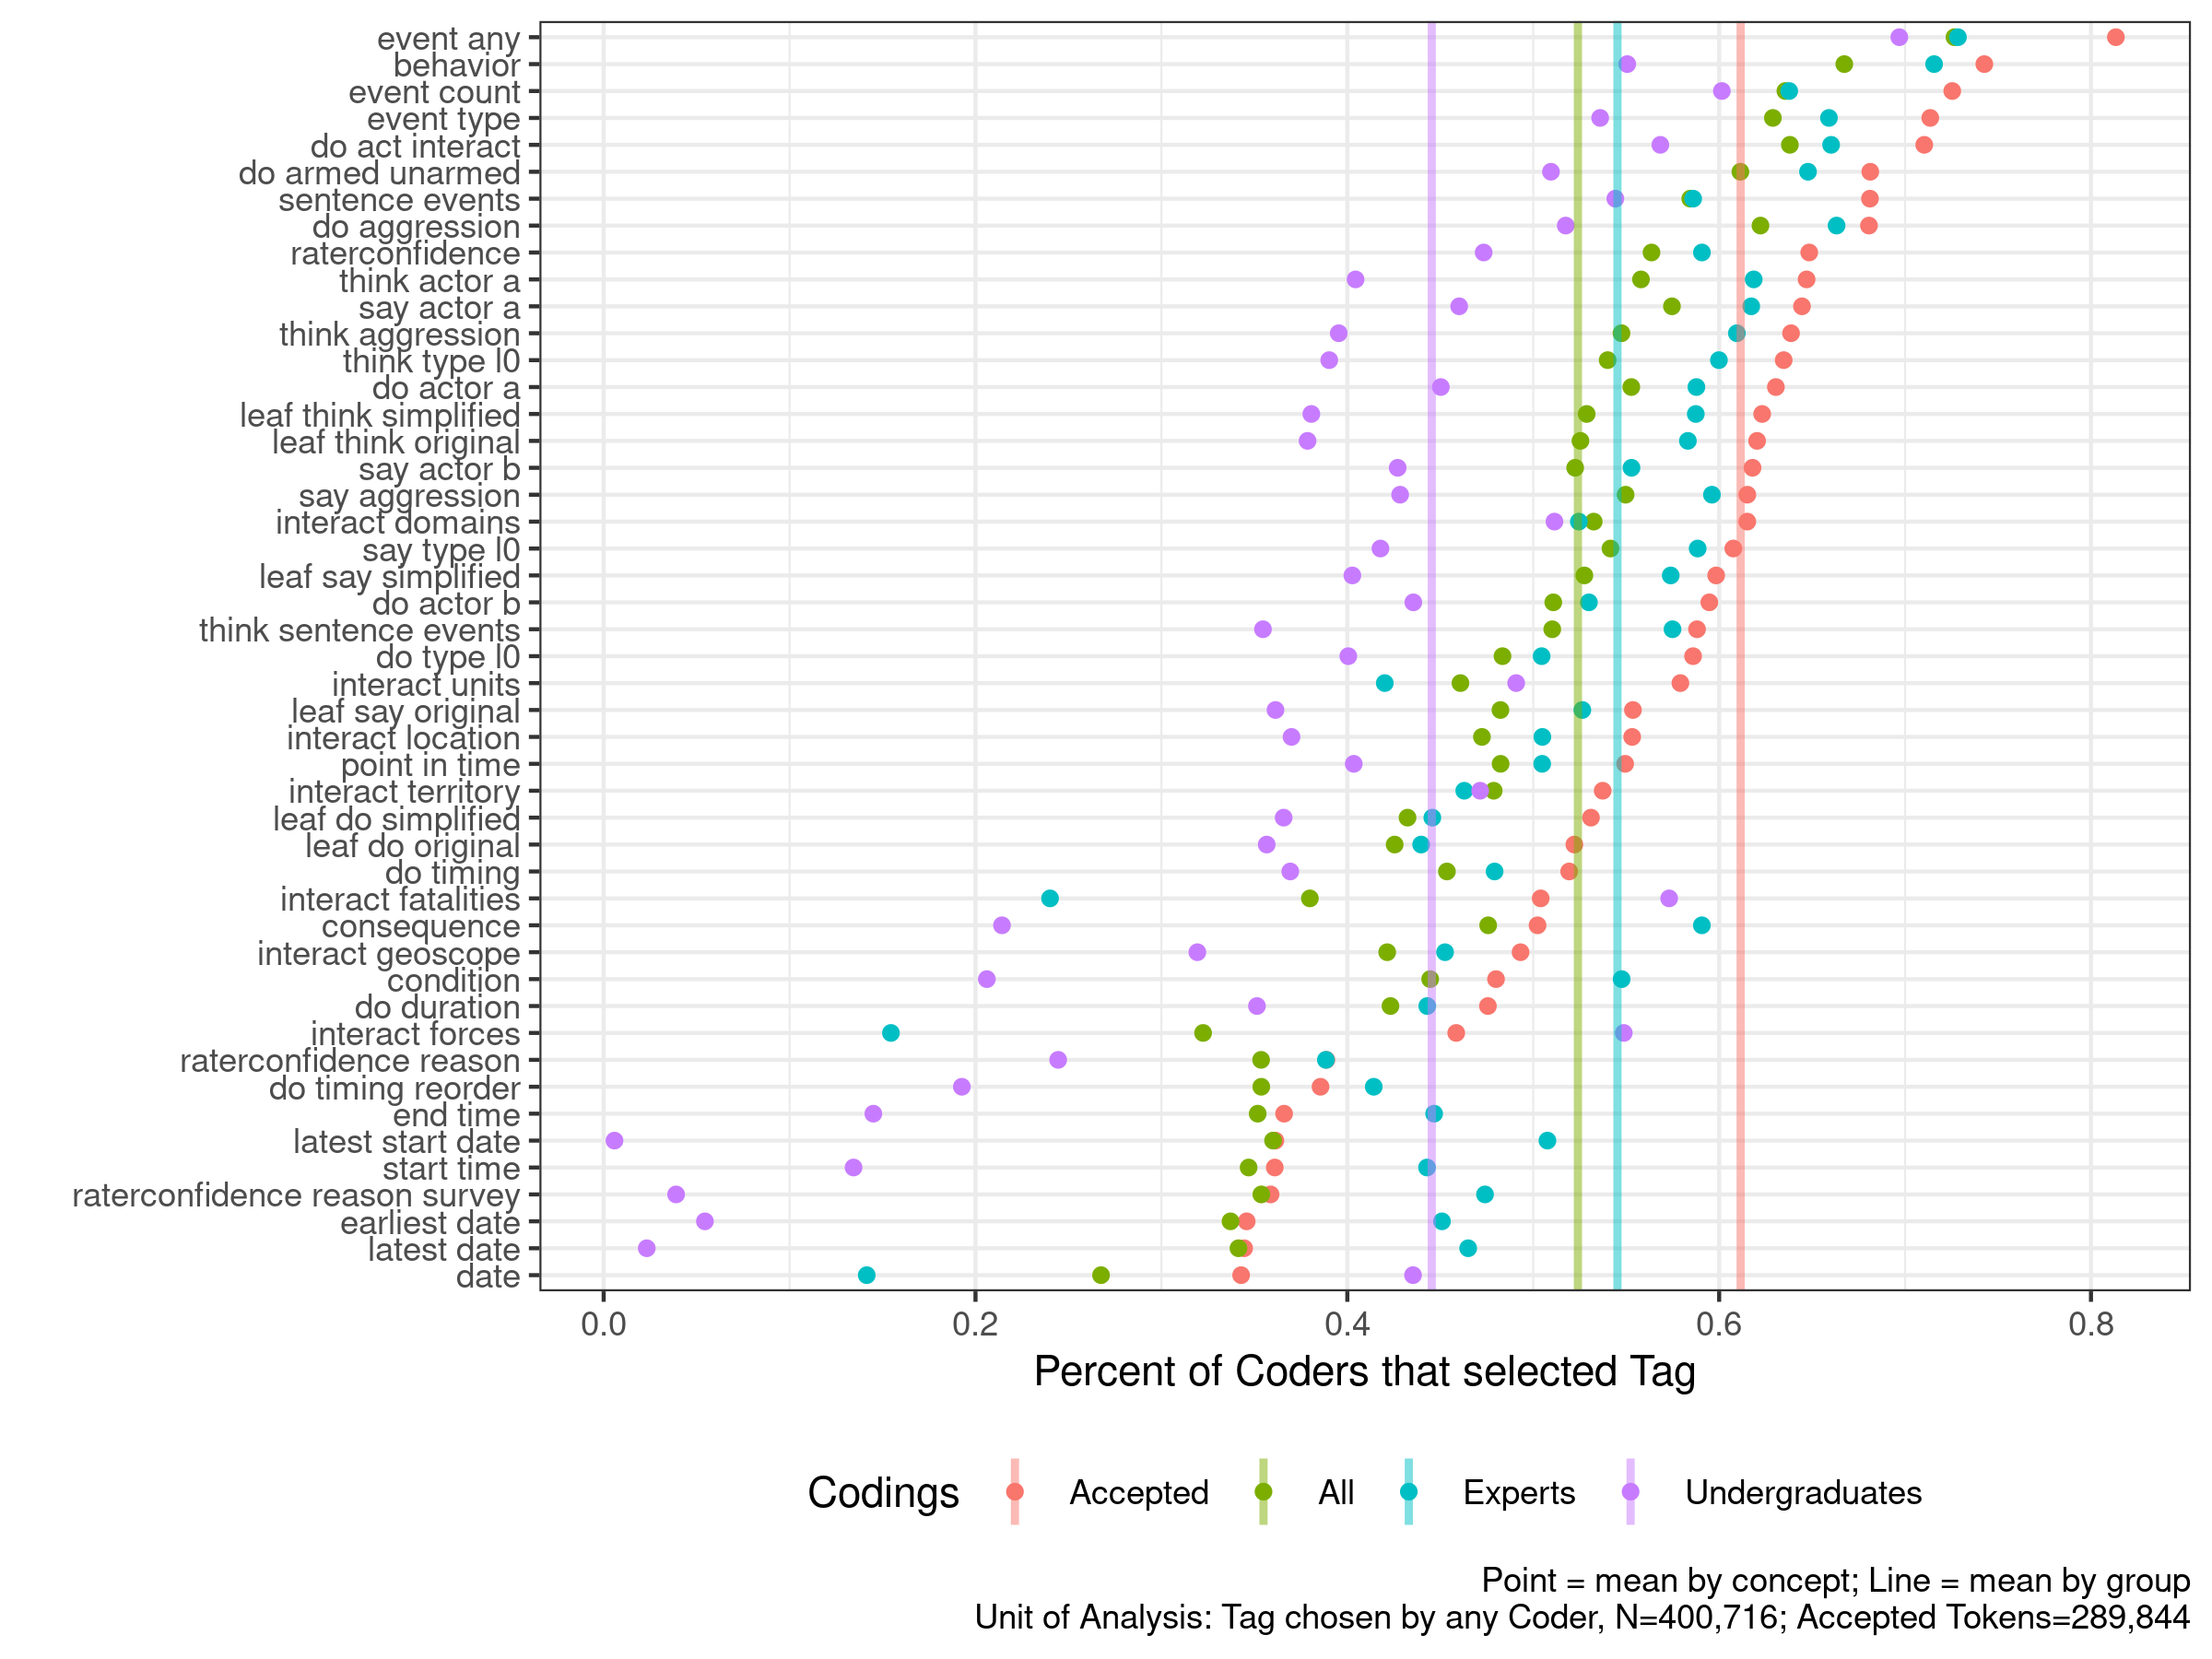 event any
behavior
event count
event type
do act interact
do armed unarmed
sentence events
do aggression
raterconfidence
think actor a
say actor a
think aggression
think type l0
do actor a
leaf think simplified
leaf think original
say actor b
say aggression
interact domains
say type l0
leaf say simplified
do actor b
think sentence events
do type l0
interact units
leaf say original
interact location
point in time
interact territory
leaf do simplified
leaf do original
do timing
interact fatalities
consequence
interact geoscope
condition
do duration
interact forces
raterconfidence reason
do timing reorder
end time
latest start date
start time
raterconfidence reason survey
earliest date
latest date
date
0.0 0.2 0.4 0.6 0.8
Percent of Coders that selected Tag
Codings Accepted All Experts Undergraduates
Point = mean by concept; Line = mean by group
Unit of Analysis: Tag chosen by any Coder, N=400,716; Accepted Tokens=289,844